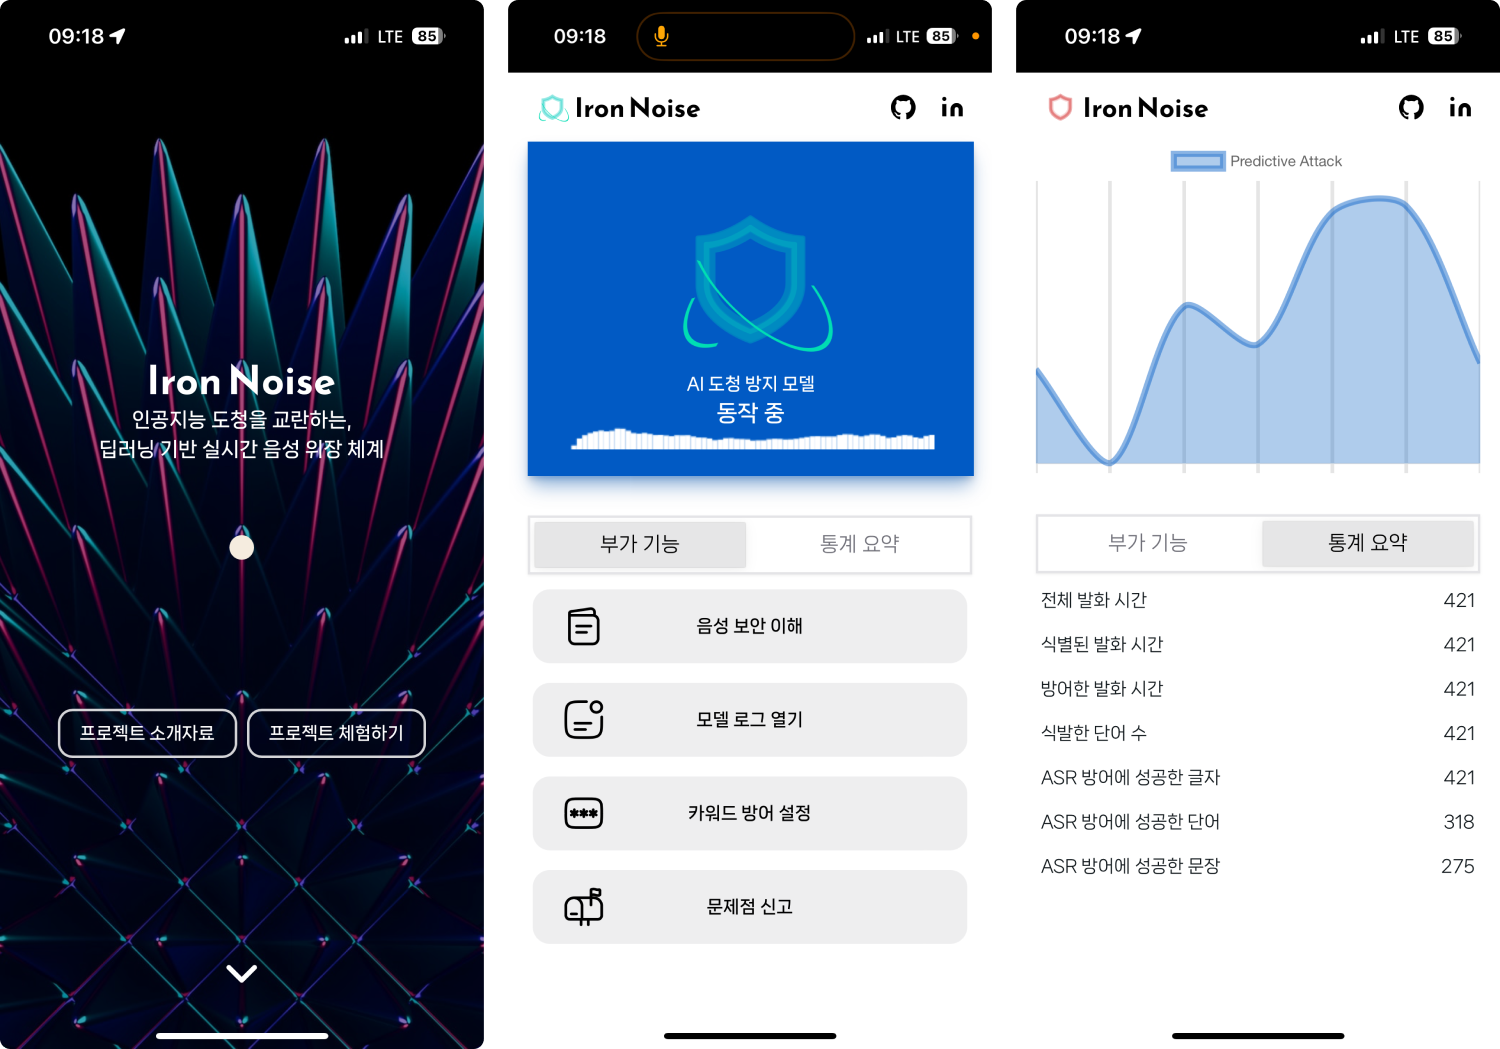 09:18
LTE 85
Iron Noise
인공지능 도청을 교란하는,
딥러닝 기반 실시간 음성 위장 체계
프로젝트 소개자료
프로젝트 체험하기
09:18
LTE 85
Iron Noise
in
AI 도청 방지 모델
동작 중
부가 기능
통계 요약
음성 보안 이해
모델 로그 열기
***
카워드 방어 설정
문제점 신고
09:18
LTE 85
Iron Noise
in
Predictive Attack
부가 기능
통계 요약
전체 발화 시간 421
식별된 발화 시간 421
방어한 발화 시간 421
식발한 단어 수 421
ASR 방어에 성공한 글자 421
ASR 방어에 성공한 단어 318
ASR 방어에 성공한 문장 275